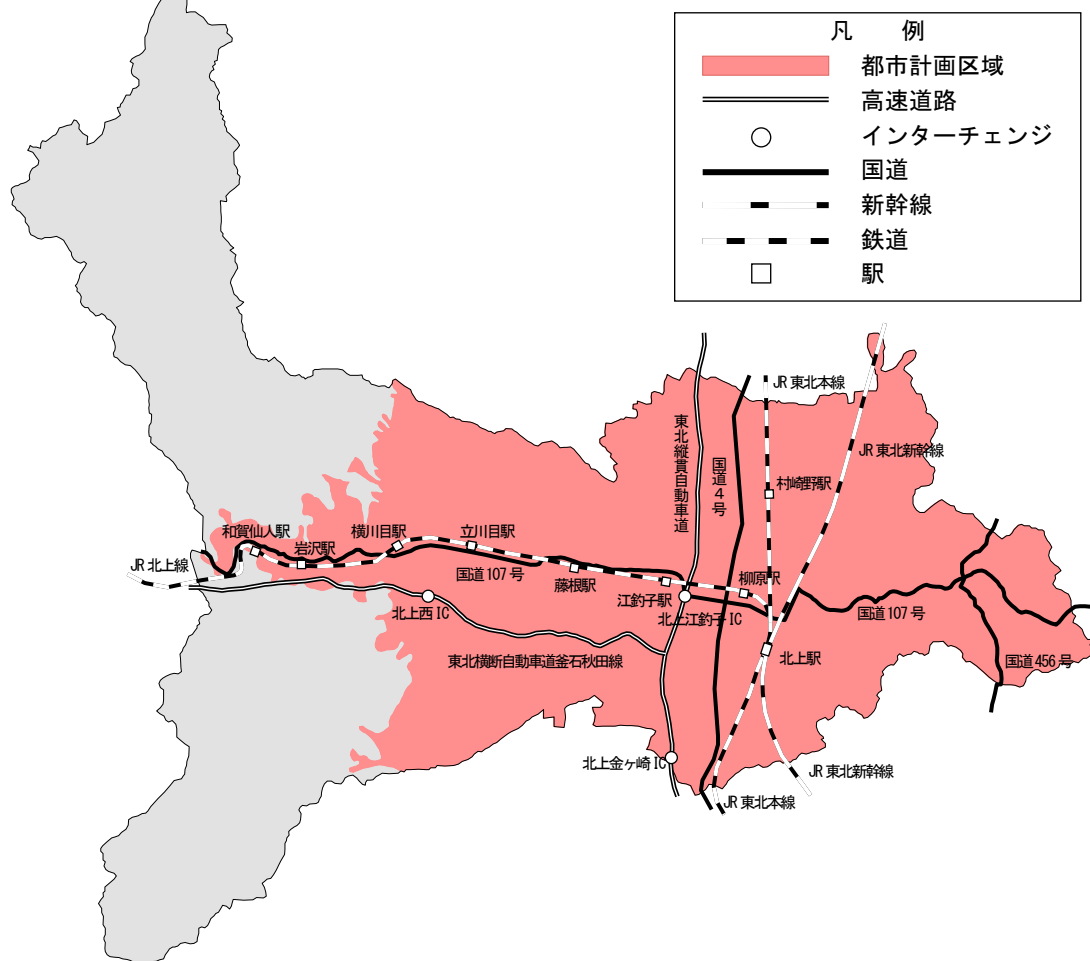 凡 例
都市計画区域
高速道路
インターチェンジ
国道
新幹線
鉄道
駅
JR 東北本線
東北縦貫自動車道
国道4号
JR 東北新幹線
村崎野駅
和賀仙人駅
岩沢駅
横川目駅
立川目駅
JR 北上線
国道107号
藤根駅
江釣子駅
柳原駅
北上西IC
北上江釣子IC
国道107号
東北横断自動車道釜石秋田線
北上駅
国道456号
北上金ヶ崎IC
JR 東北新幹線
JR 東北本線